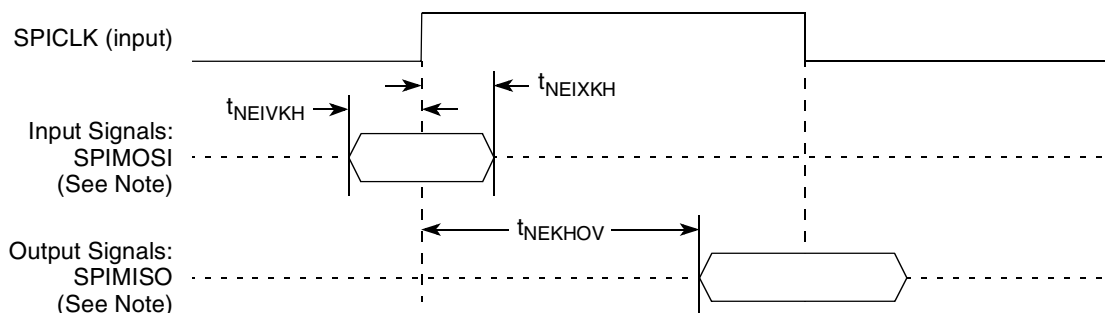 SPICLK (input)
tNEIXKH
tNEIVKH
Input Signals:
SPIMOSI
(See Note)
tNEKHOV
Output Signals:
SPIMISO
(See Note)